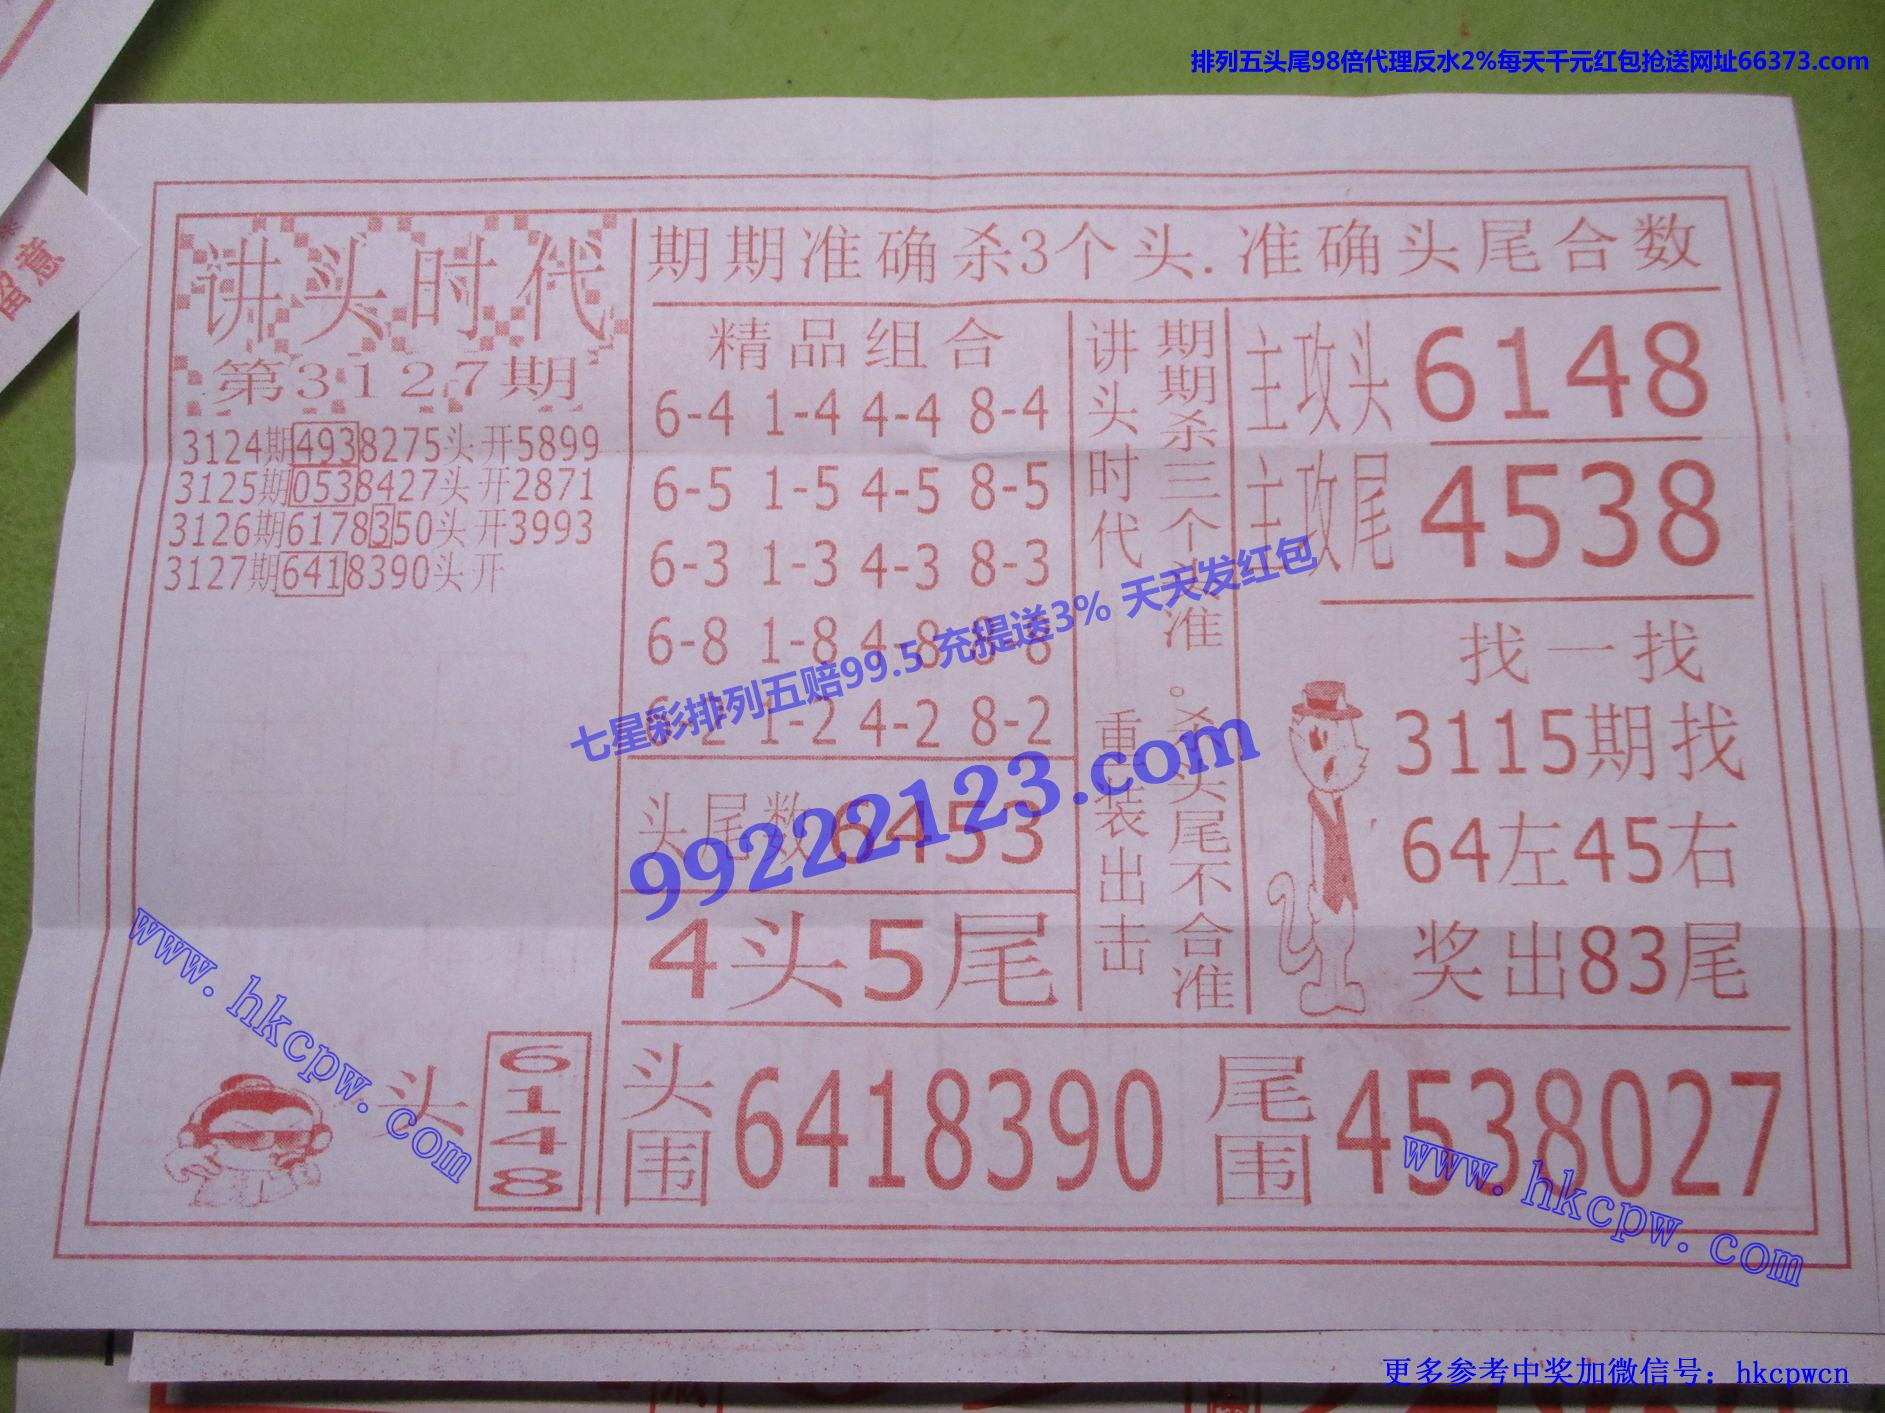 排列五头尾98倍代理反水2%每天千元红包抢送网址66373.com
留意
讲头时代
第3127期
3124期4938275头开5899
3125期0538427头开2871
3126期6178350头开3993
3127期6418390头开
期期准确杀3个头.准确头尾合数
精品组合
6-4 1-4 4-4 8-4
6-5 1-5 4-5 8-5
6-3 1-3 4-3 8-3
6-8 1-8 4-8 8-8
6-2 1-2 4-2 8-2
头尾数6453
4头5尾
讲头时代 重装出击
期期杀三个头准。杀头尾不合准
主攻头 6148
主攻尾 4538
找一找
3115期找
64左45右
奖出83尾
七星彩排列五赔99.5 充提送3% 天天发红包
99222123.com
www.hkcpw.com
头 6148
头围 6418390 尾围 4538027
www.hkcpw.com
更多参考中奖加微信号：hkcpwcn